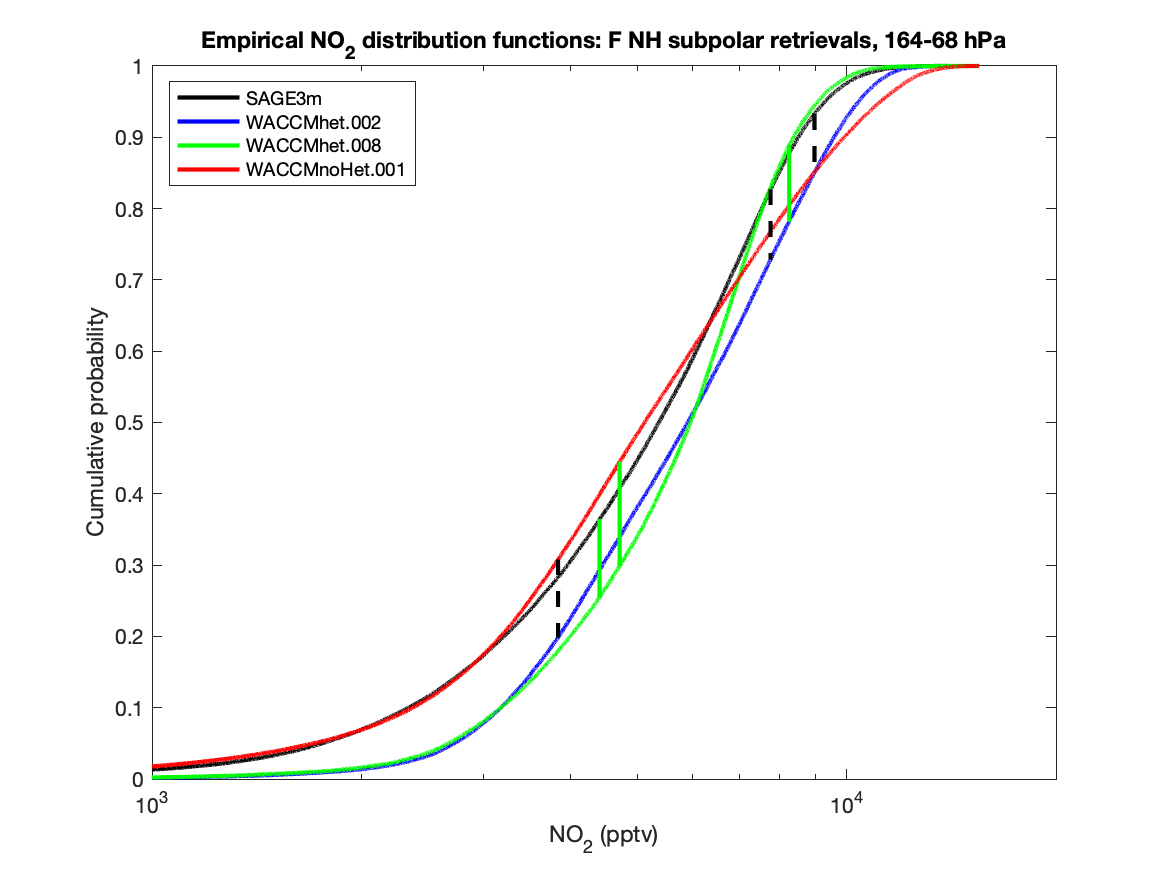 Empirical NO2 distribution functions: F NH subpolar retrievals, 164-68 hPa
SAGE3m
WACCMhet.002
WACCMhet.008
WACCMnoHet.001
Cumulative probability
1
0.9
0.8
0.7
0.6
0.5
0.4
0.3
0.2
0.1
0
10^3
10^4
NO2 (pptv)